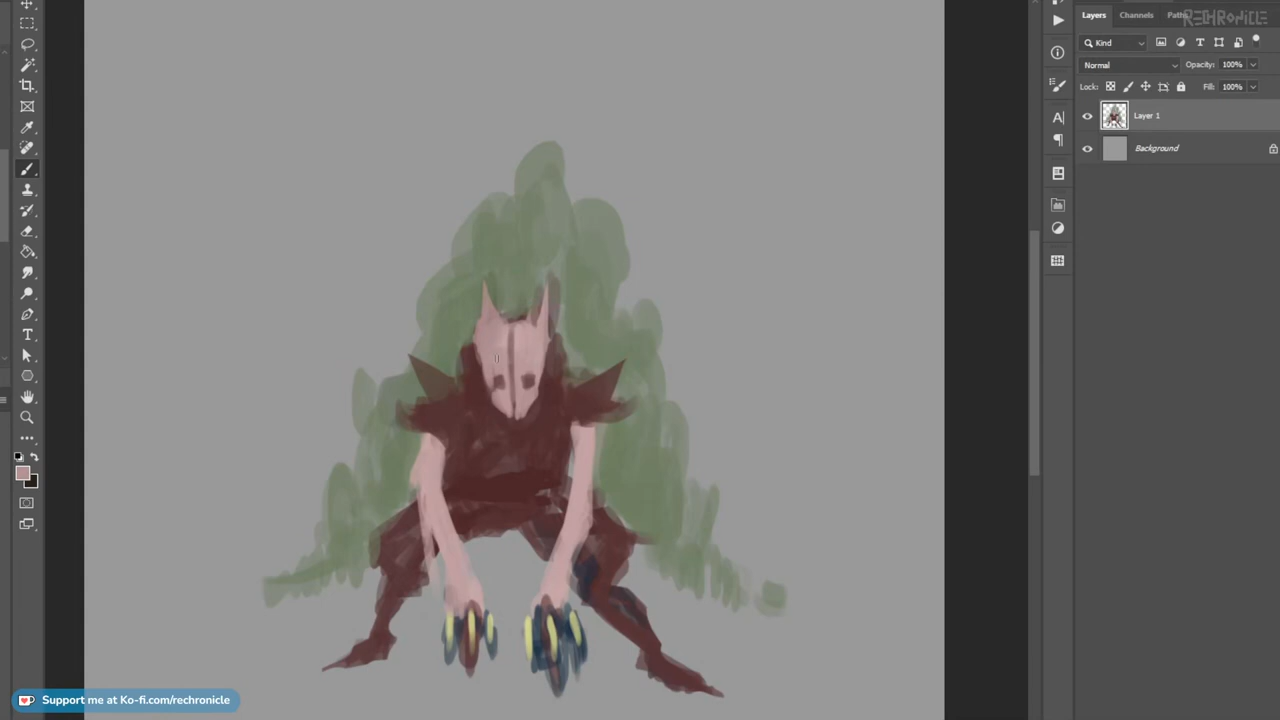 Layers Channels Paths
RECHRONICLE
Kind
Normal Opacity: 100%
Lock: Fill: 100%
Layer 1
Background
Support me at Ko-fi.com/rechronicle